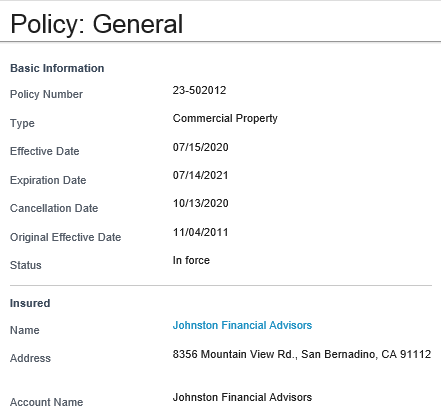 Policy: General
Basic Information
Policy Number 23-502012
Type Commercial Property
Effective Date 07/15/2020
Expiration Date 07/14/2021
Cancellation Date 10/13/2020
Original Effective Date 11/04/2011
Status In force
Insured
Name Johnston Financial Advisors
Address 8356 Mountain View Rd., San Bernadino, CA 91112
Account Name Johnston Financial Advisors